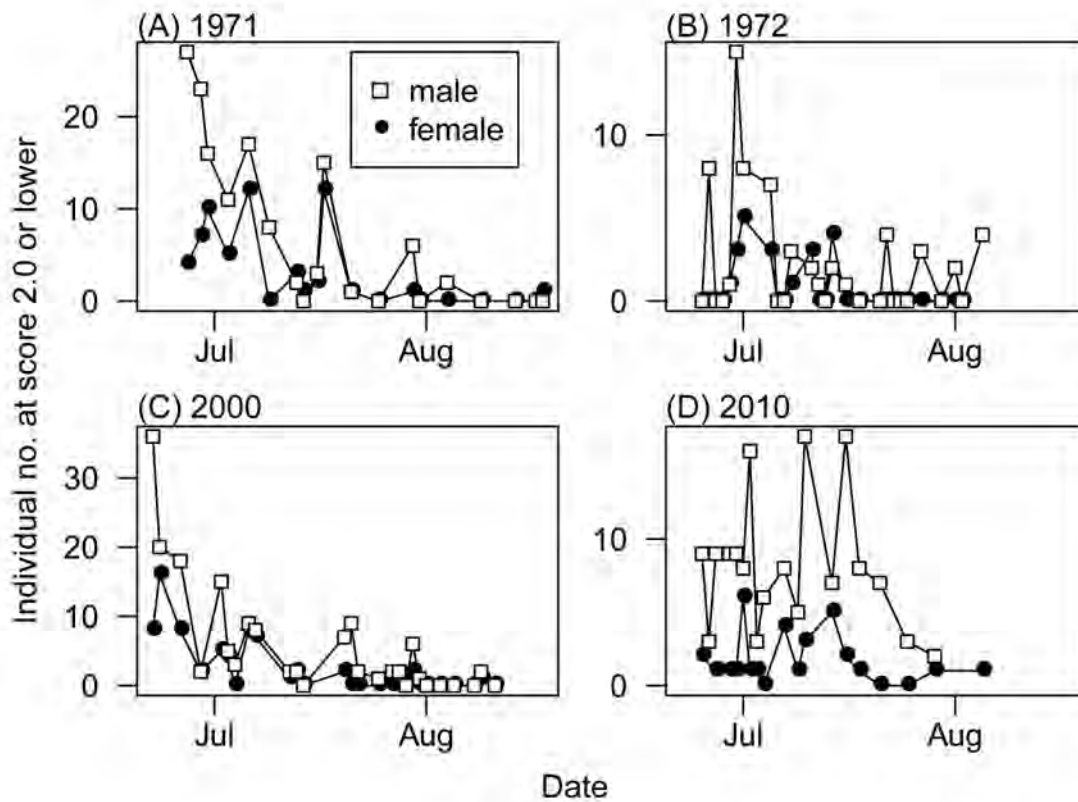 (A) 1971
(B) 1972
male
female
20
10
0
10
0
Jul
Aug
Jul
Aug
(C) 2000
(D) 2010
30
20
10
0
10
0
Jul
Aug
Jul
Aug
Individual no. at score 2.0 or lower
Date